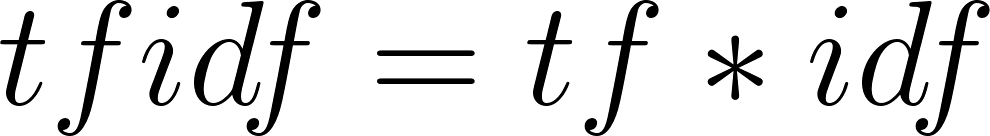 tfidf = tf * idf